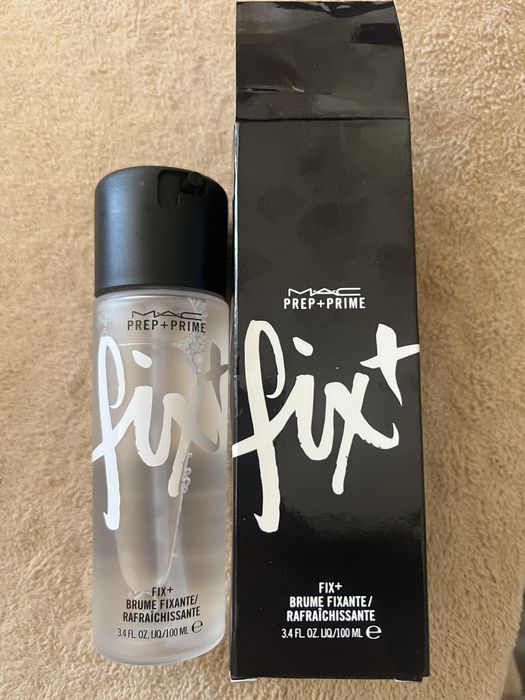 MAC
PREP+PRIME
fix+
FIX+
BRUME FIXANTE/
RAFRAÎCHISSANTE
3.4 FL. OZ. LIQ/100 ML ℮
MAC
PREP+PRIME
fix+
FIX+
BRUME FIXANTE/
RAFRAÎCHISSANTE
3.4 FL. OZ. LIQ/100 ML ℮